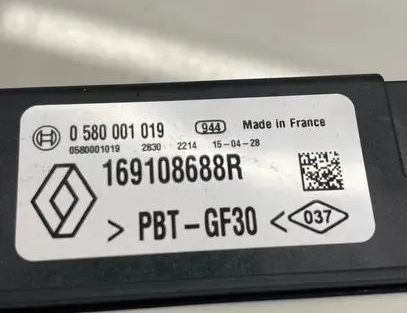 0 580 001 019 944 Made in France
0580001019 2830 2214 15-04-28
169108688R
> PBT-GF30 < 037